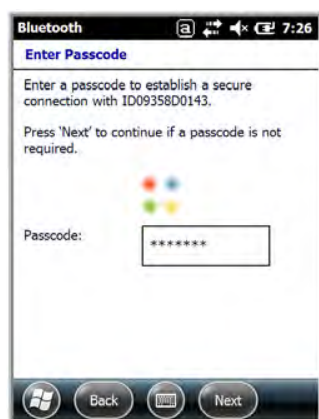 Bluetooth a 7:26
Enter Passcode
Enter a passcode to establish a secure
connection with ID09358D0143.
Press 'Next' to continue if a passcode is not
required.
Passcode: *******
Back Next